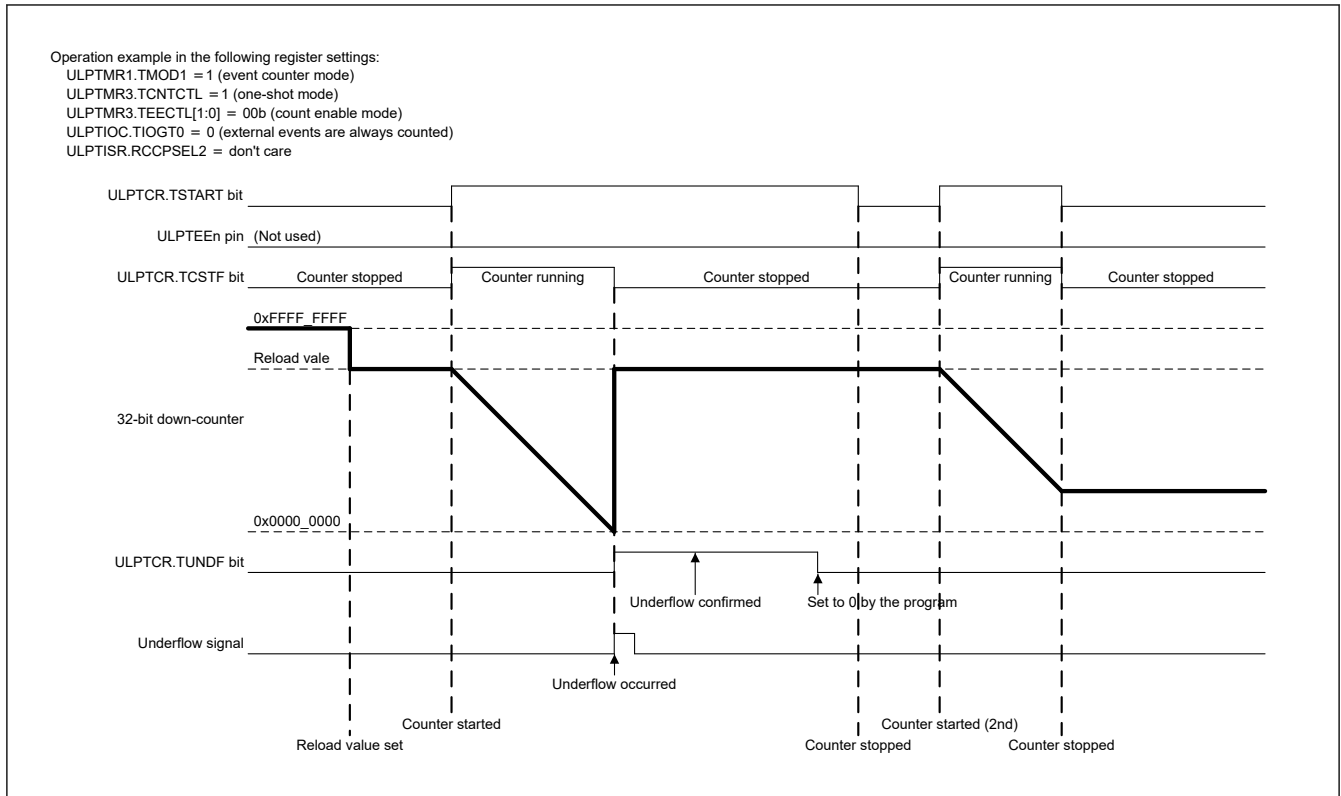 Operation example in the following register settings:
ULPTMR1.TMOD1 = 1 (event counter mode)
ULPTMR3.TCNTCTL = 1 (one-shot mode)
ULPTMR3.TEECTL[1:0] = 00b (count enable mode)
ULPTIOC.TIOGT0 = 0 (external events are always counted)
ULPTISR.RCCPSEL2 = don't care
ULPTCR.TSTART bit
ULPTEEn pin (Not used)
ULPTCR.TCSTF bit Counter stopped Counter running Counter stopped Counter running Counter stopped
0xFFFF_FFFF
Reload vale
32-bit down-counter
0x0000_0000
ULPTCR.TUNDF bit
Underflow confirmed Set to 0 by the program
Underflow signal
Underflow occurred
Counter started Counter started (2nd)
Reload value set Counter stopped Counter stopped